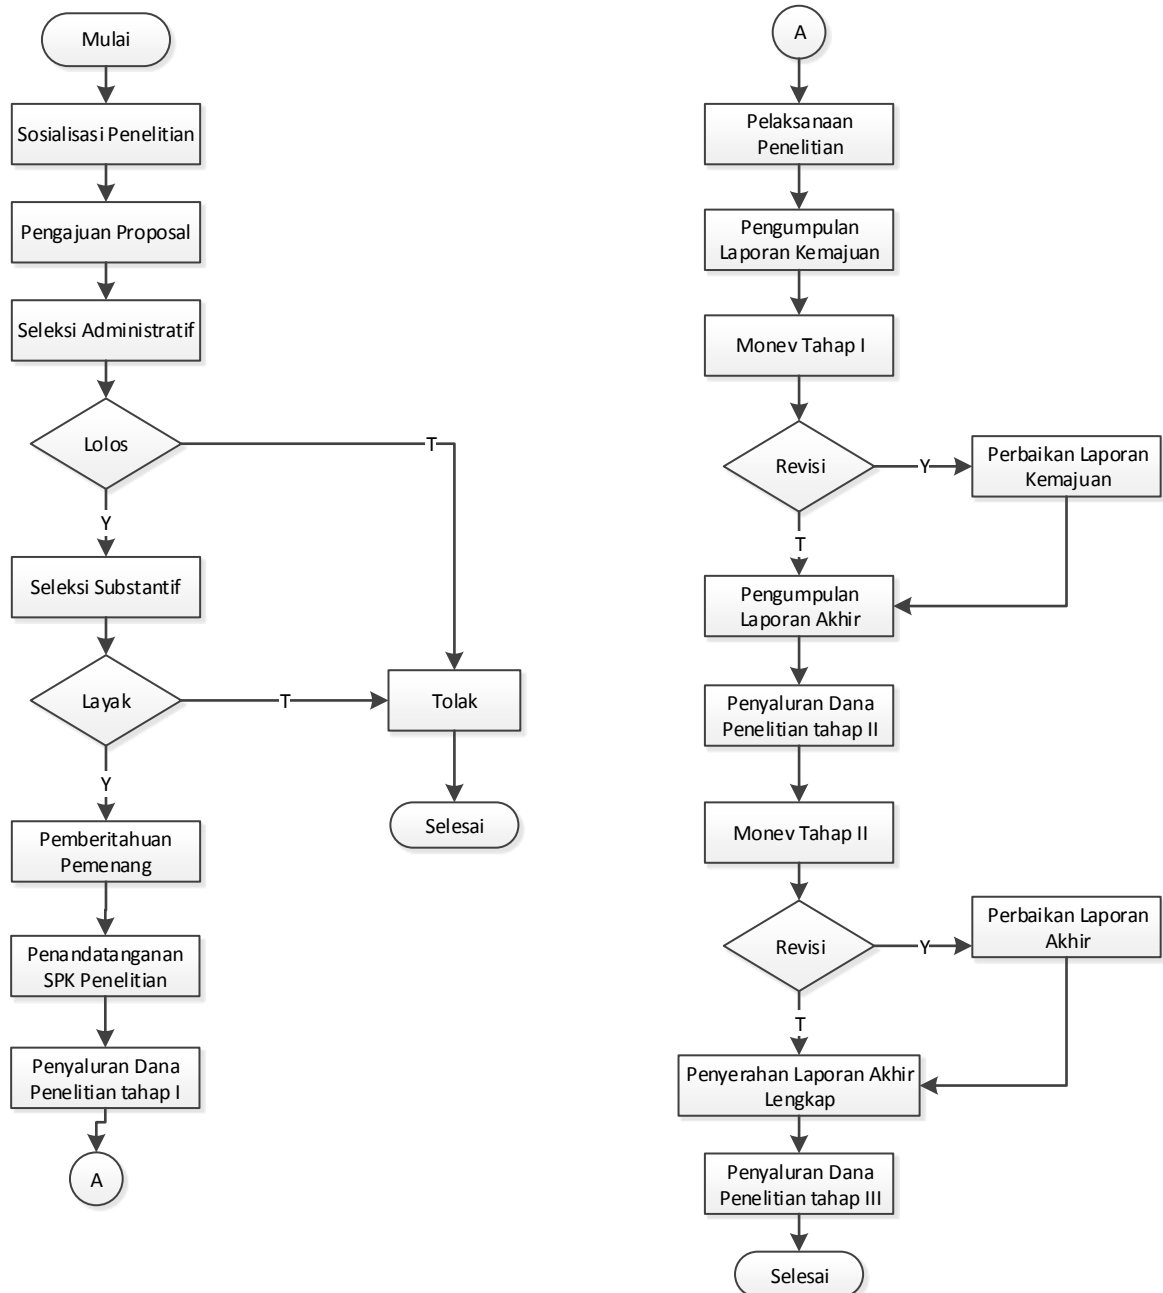 Mulai
Sosialisasi Penelitian
Pengajuan Proposal
Seleksi Administratif
Lolos
T
Y
Seleksi Substantif
Layak
T
Tolak
Y
Selesai
Pemberitahuan
Pemenang
Penandatanganan
SPK Penelitian
Penyaluran Dana
Penelitian tahap I
A
A
Pelaksanaan
Penelitian
Pengumpulan
Laporan Kemajuan
Monev Tahap I
Revisi
Y
Perbaikan Laporan
Kemajuan
T
Pengumpulan
Laporan Akhir
Penyaluran Dana
Penelitian tahap II
Monev Tahap II
Revisi
Y
Perbaikan Laporan
Akhir
T
Penyerahan Laporan Akhir
Lengkap
Penyaluran Dana
Penelitian tahap III
Selesai